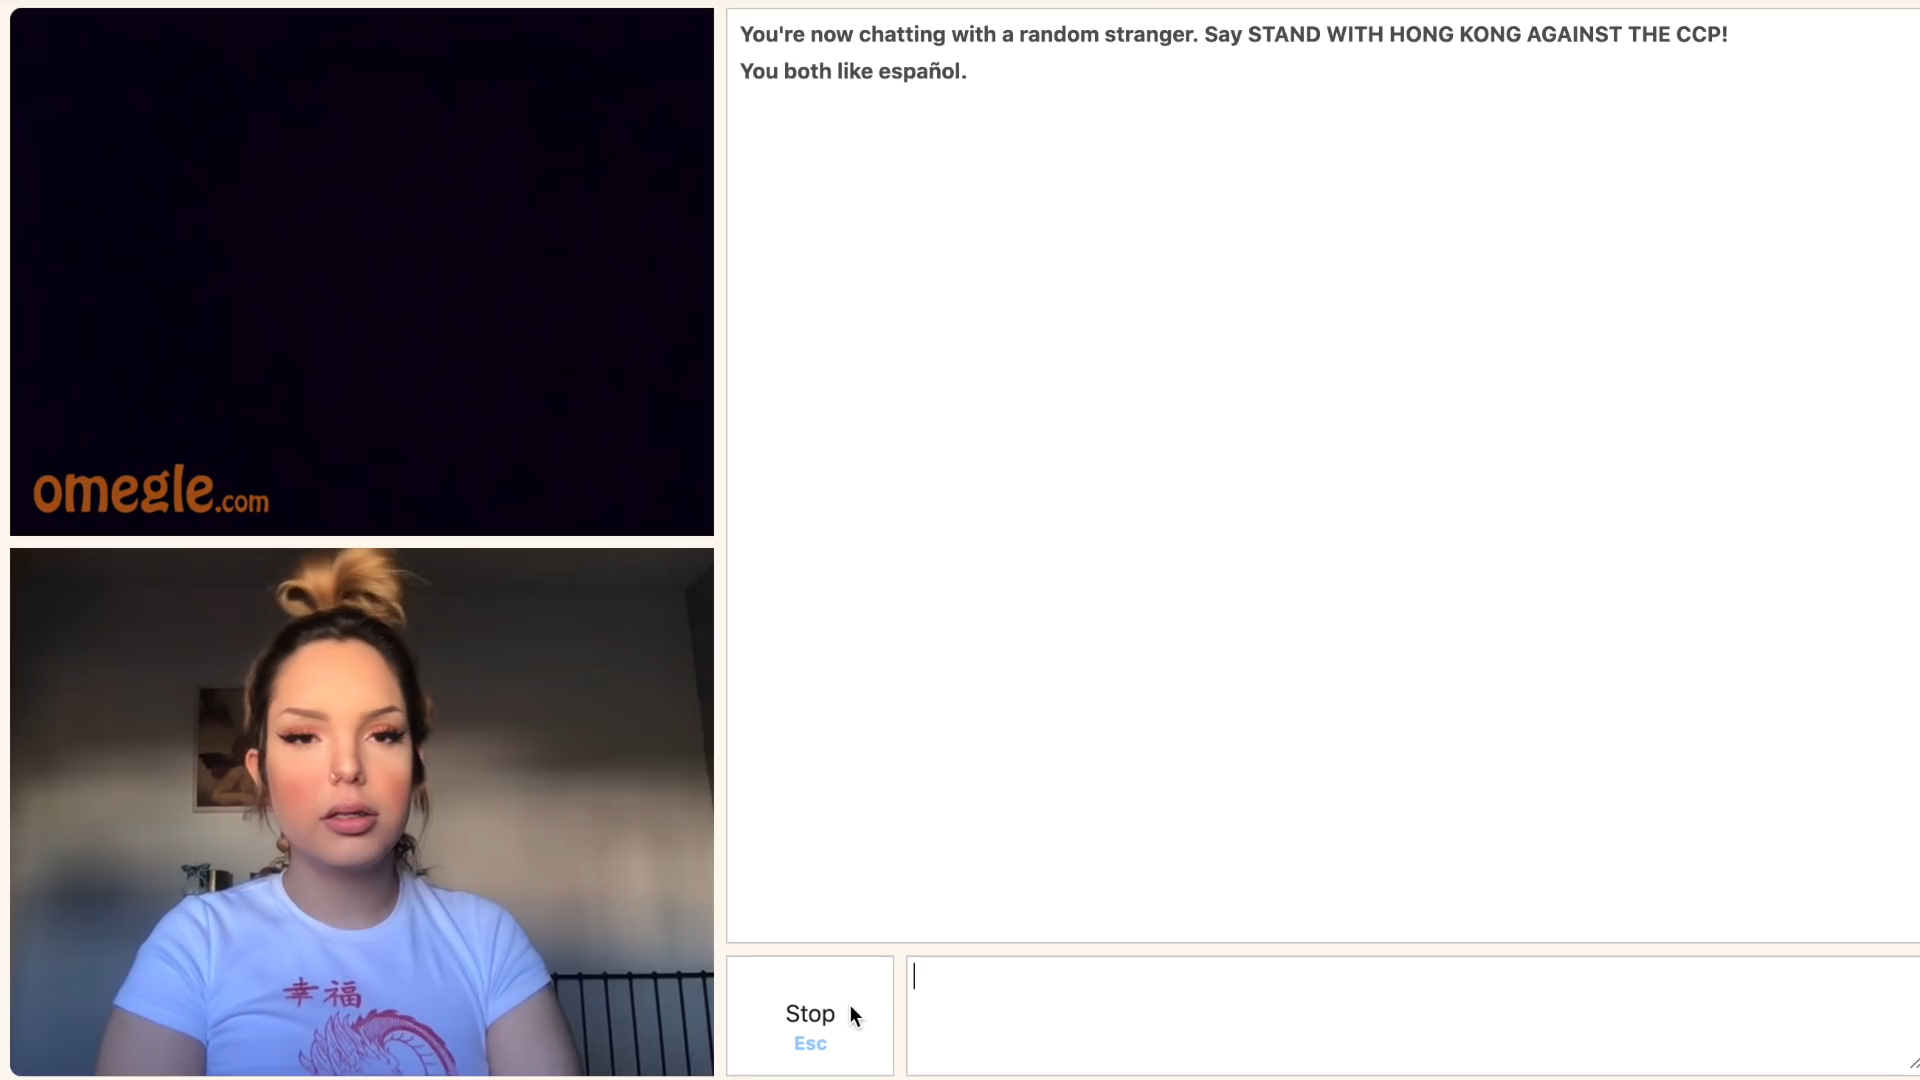 You're now chatting with a random stranger. Say STAND WITH HONG KONG AGAINST THE CCP!
You both like español.
omegle.com
幸福
Stop
Esc